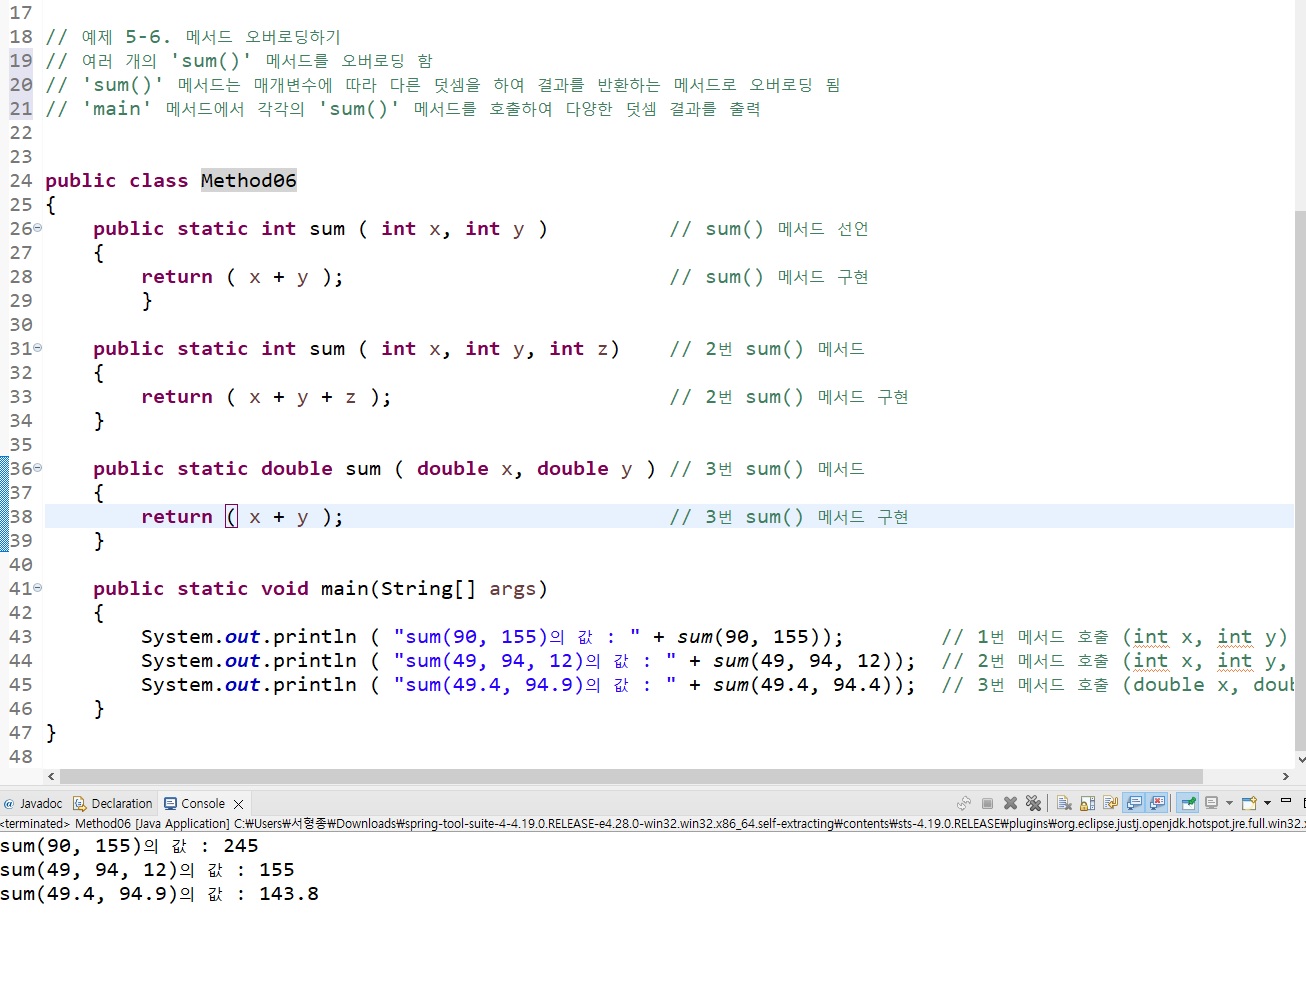 17
18 // 예제 5-6. 메서드 오버로딩하기
19 // 여러 개의 'sum()' 메서드를 오버로딩 함
20 // 'sum()' 메서드는 매개변수에 따라 다른 덧셈을 하여 결과를 반환하는 메서드로 오버로딩 됨
21 // 'main' 메서드에서 각각의 'sum()' 메서드를 호출하여 다양한 덧셈 결과를 출력
22
23
24 public class Method06
25 {
26 public static int sum ( int x, int y ) // sum() 메서드 선언
27 {
28 return ( x + y ); // sum() 메서드 구현
29 }
30
31 public static int sum ( int x, int y, int z) // 2번 sum() 메서드
32 {
33 return ( x + y + z ); // 2번 sum() 메서드 구현
34 }
35
36 public static double sum ( double x, double y ) // 3번 sum() 메서드
37 {
38 return ( x + y ); // 3번 sum() 메서드 구현
39 }
40
41 public static void main(String[] args)
42 {
43 System.out.println ( "sum(90, 155)의 값 : " + sum(90, 155)); // 1번 메서드 호출 (int x, int y)
44 System.out.println ( "sum(49, 94, 12)의 값 : " + sum(49, 94, 12)); // 2번 메서드 호출 (int x, int y,
45 System.out.println ( "sum(49.4, 94.9)의 값 : " + sum(49.4, 94.4)); // 3번 메서드 호출 (double x, doub
46 }
47 }
48
@ Javadoc Declaration Console
<terminated> Method06 [Java Application] C:₩Users₩서형종₩Downloads₩spring-tool-suite-4-4.19.0.RELEASE-e4.28.0-win32.win32.x86_64.self-extracting₩contents₩sts-4.19.0.RELEASE₩plugins₩org.eclipse.justj.openjdk.hotspot.jre.full.win32.
sum(90, 155)의 값 : 245
sum(49, 94, 12)의 값 : 155
sum(49.4, 94.9)의 값 : 143.8